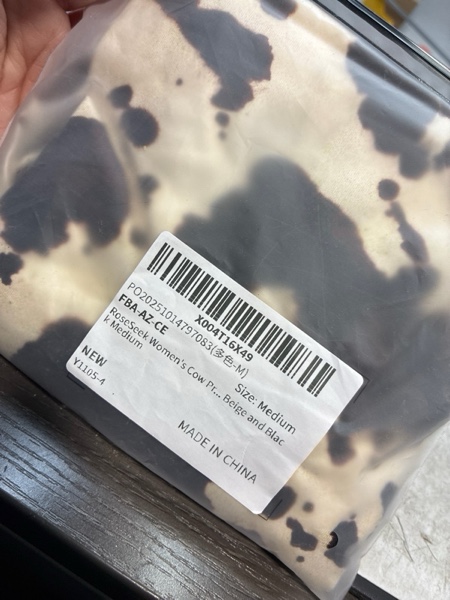 X004T16X49
PO20251014797083(多色-M)
FBA-AZ-CE
Size: Medium
RoseSeek Women's Cow Pr... Beige and Blac
k Medium
NEW
Y1105-4
MADE IN CHINA